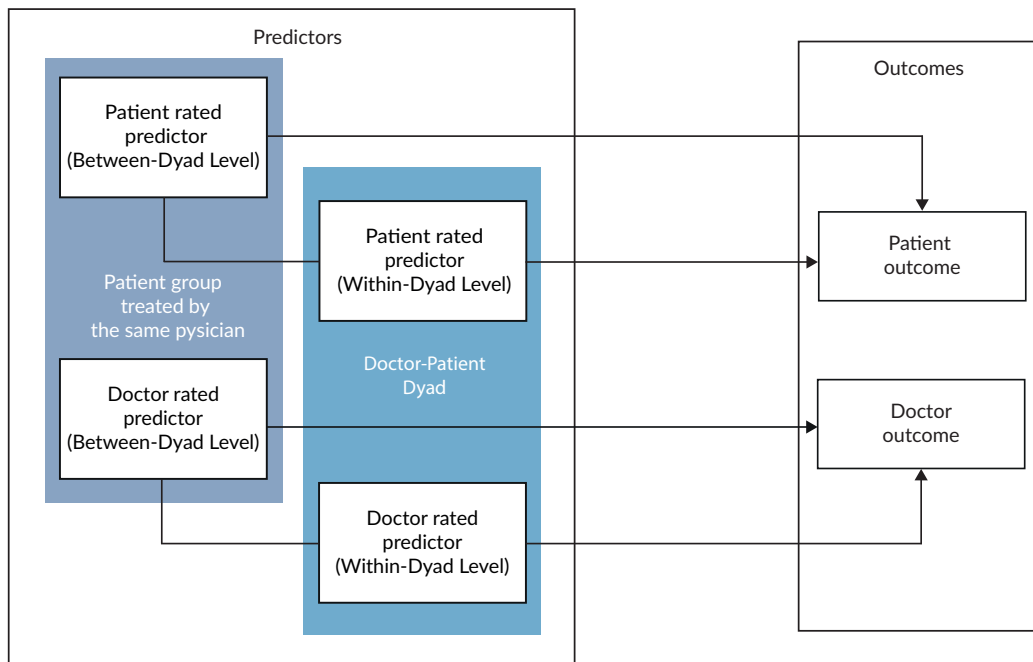 Predictors
Patient rated
predictor
(Between-Dyad Level)
Patient rated
predictor
(Within-Dyad Level)
Patient group
treated by
the same pysician
Doctor-Patient
Dyad
Doctor rated
predictor
(Between-Dyad Level)
Doctor rated
predictor
(Within-Dyad Level)
Outcomes
Patient
outcome
Doctor
outcome